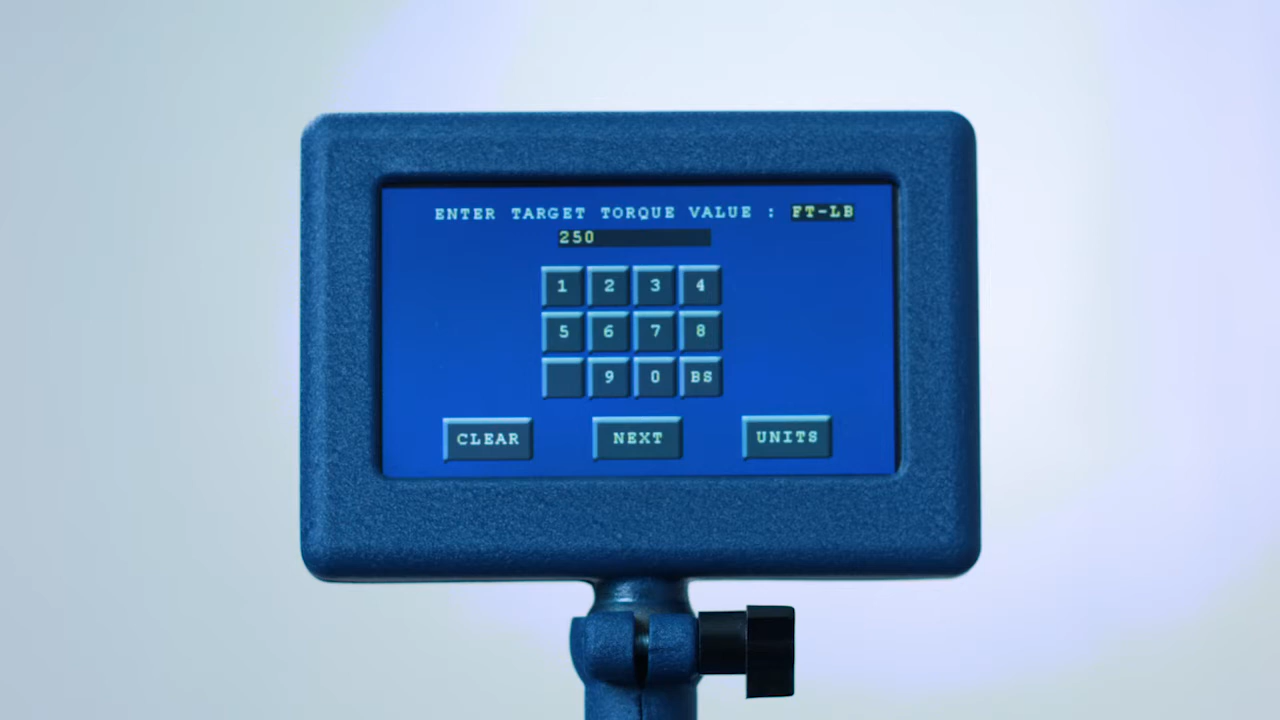 ENTER TARGET TORQUE VALUE : FT-LB
250
1 2 3 4
5 6 7 8
9 0 BS
CLEAR NEXT UNITS